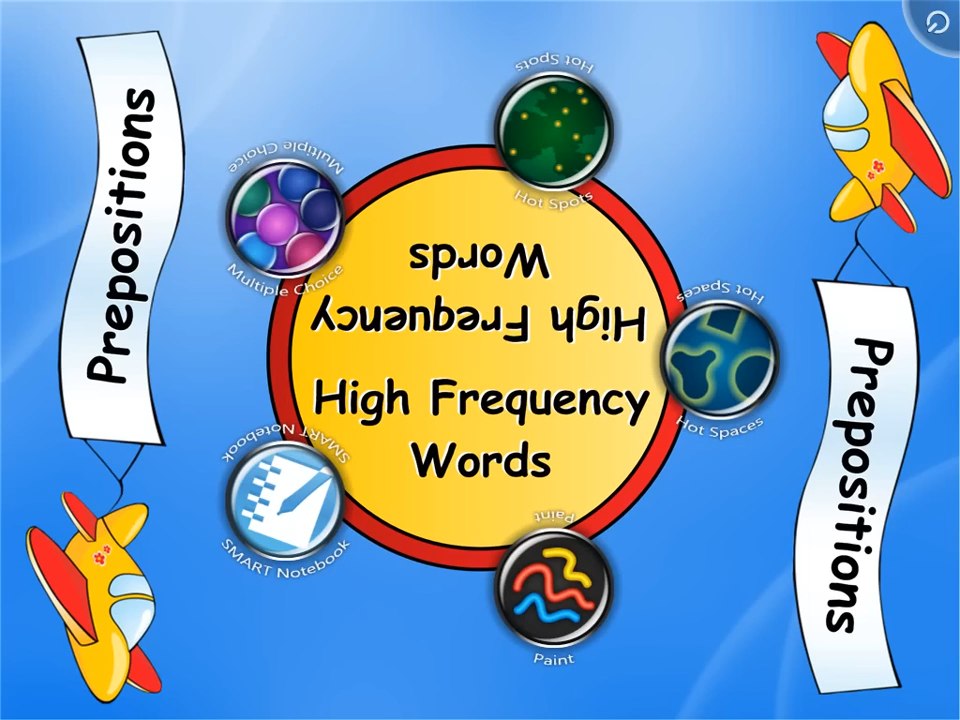 Prepositions
Hot Spots
Hot Spots
Multiple Choice
Multiple Choice
High Frequency
Words
High Frequency
Words
Hot Spaces
Hot Spaces
SMART Notebook
SMART Notebook
Paint
Paint
Prepositions